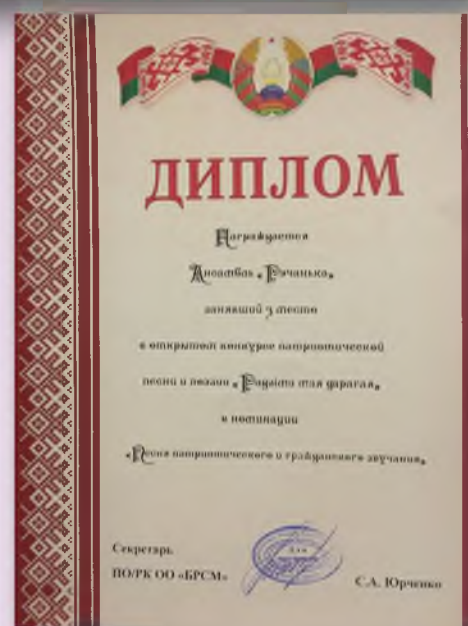 ДИПЛОМ
Награждается
Ансамбль «Рэчанька»
занявший 3 место
в открытом конкурсе патриотической
песни и поэзии «Радзіма мая дарагая»
в номинации
«Песня патриотического и гражданского звучания»
Секретарь
ПО/РК ОО «БРСМ»
С.А. Юрченко